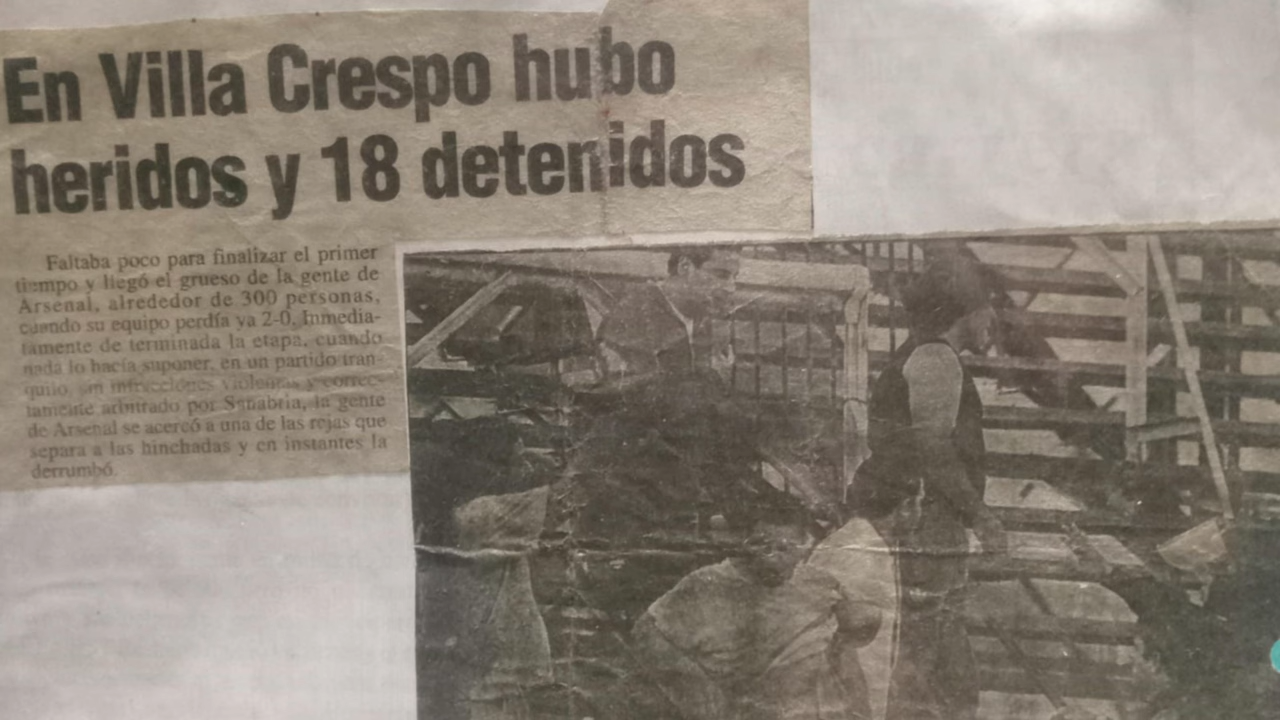 En Villa Crespo hubo
heridos y 18 detenidos
Faltaba poco para finalizar el primer
tiempo y llegó el grueso de la gente de
Arsenal, alrededor de 300 personas,
cuando su equipo perdía ya 2-0. Inmedia-
tamente de terminada la etapa, cuando
nada lo hacía suponer, en un partido tran-
quilo, sin infracciones violentas y correc-
tamente arbitrado por Sanabria, la gente
de Arsenal se acercó a una de las rejas que
separa a las hinchadas y en instantes la
derrumbó.